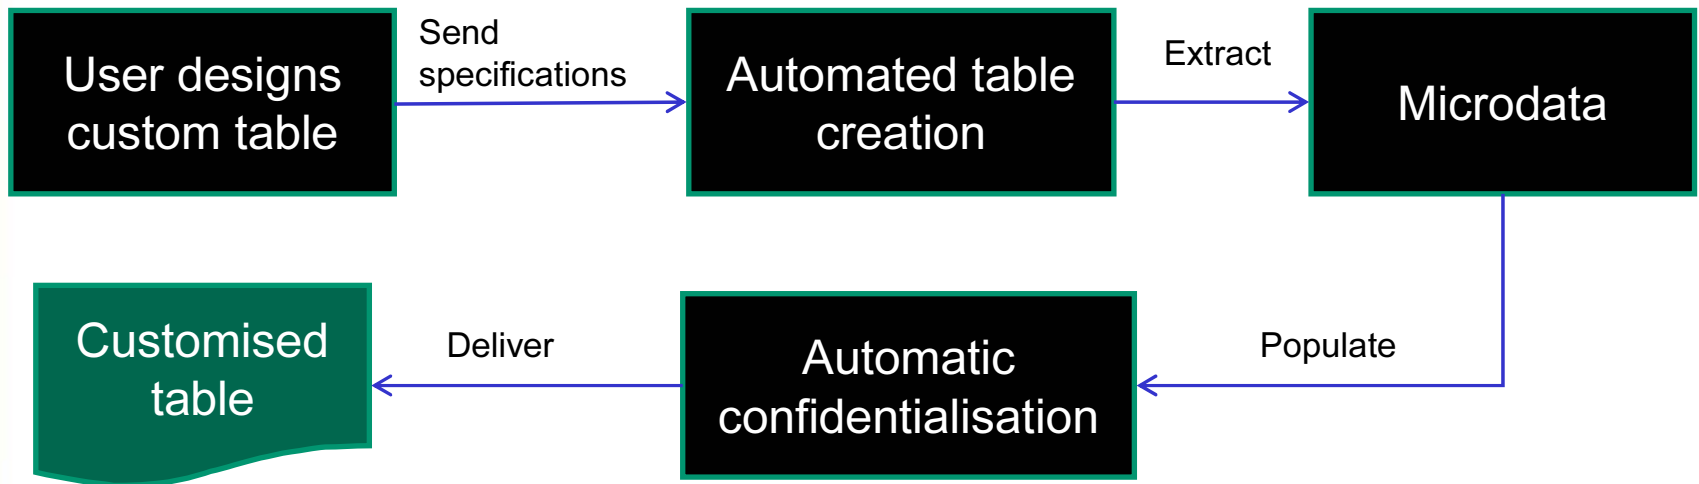 User designs
custom table
Send
specifications
Automated table
creation
Extract
Microdata
Populate
Automatic
confidentialisation
Deliver
Customised
table